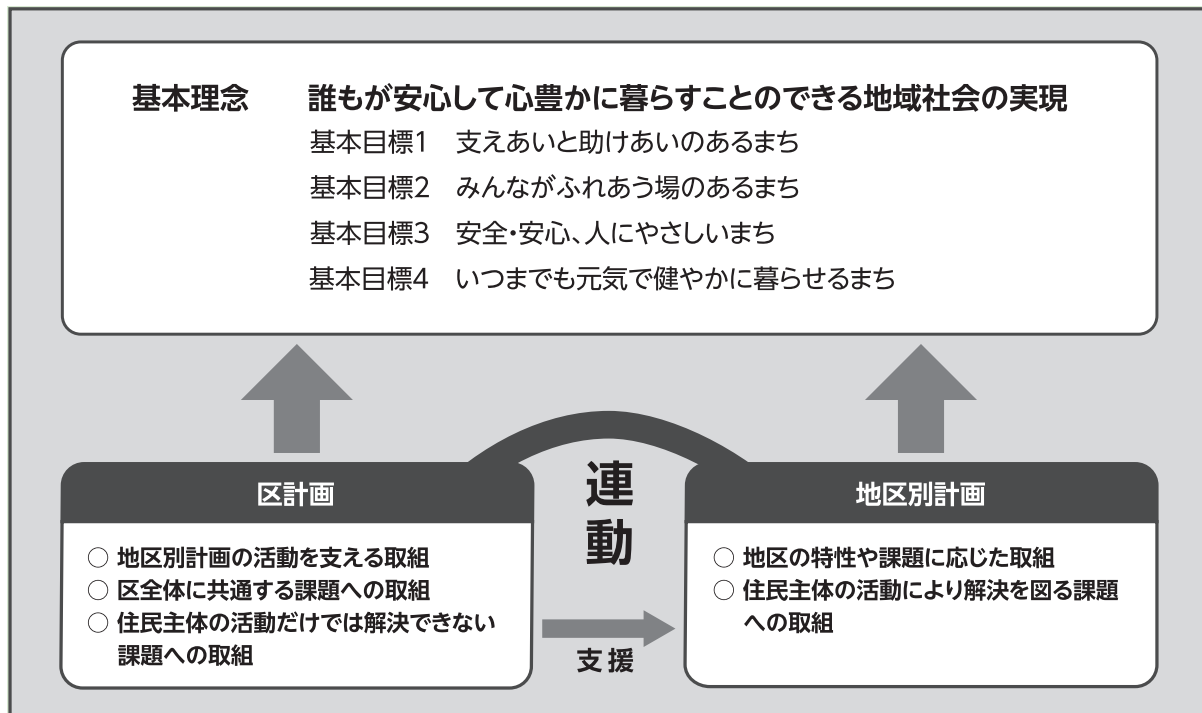 基本理念　誰もが安心して心豊かに暮らすことのできる地域社会の実現
基本目標1　支えあいと助けあいのあるまち
基本目標2　みんながふれあう場のあるまち
基本目標3　安全・安心、人にやさしいまち
基本目標4　いつまでも元気で健やかに暮らせるまち
区計画
○ 地区別計画の活動を支える取組
○ 区全体に共通する課題への取組
○ 住民主体の活動だけでは解決できない
課題への取組
連動
支援
地区別計画
○ 地区の特性や課題に応じた取組
○ 住民主体の活動により解決を図る課題
への取組